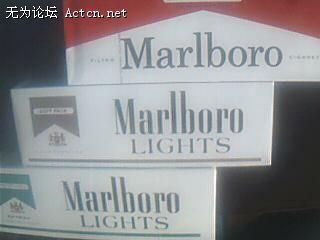 无为论坛 Actcn.net
Marlboro
FILTER
CIGARETTES
SOFT PACK
Marlboro
LIGHTS
Marlboro
LIGHTS